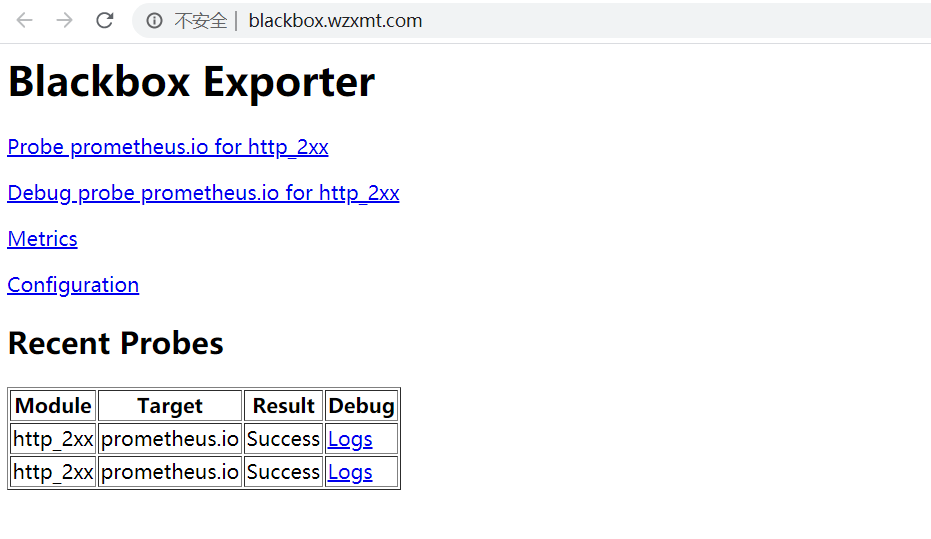 不安全 | blackbox.wzxmt.com
Blackbox Exporter
Probe prometheus.io for http_2xx
Debug probe prometheus.io for http_2xx
Metrics
Configuration
Recent Probes
Module Target Result Debug
http_2xx prometheus.io Success Logs
http_2xx prometheus.io Success Logs